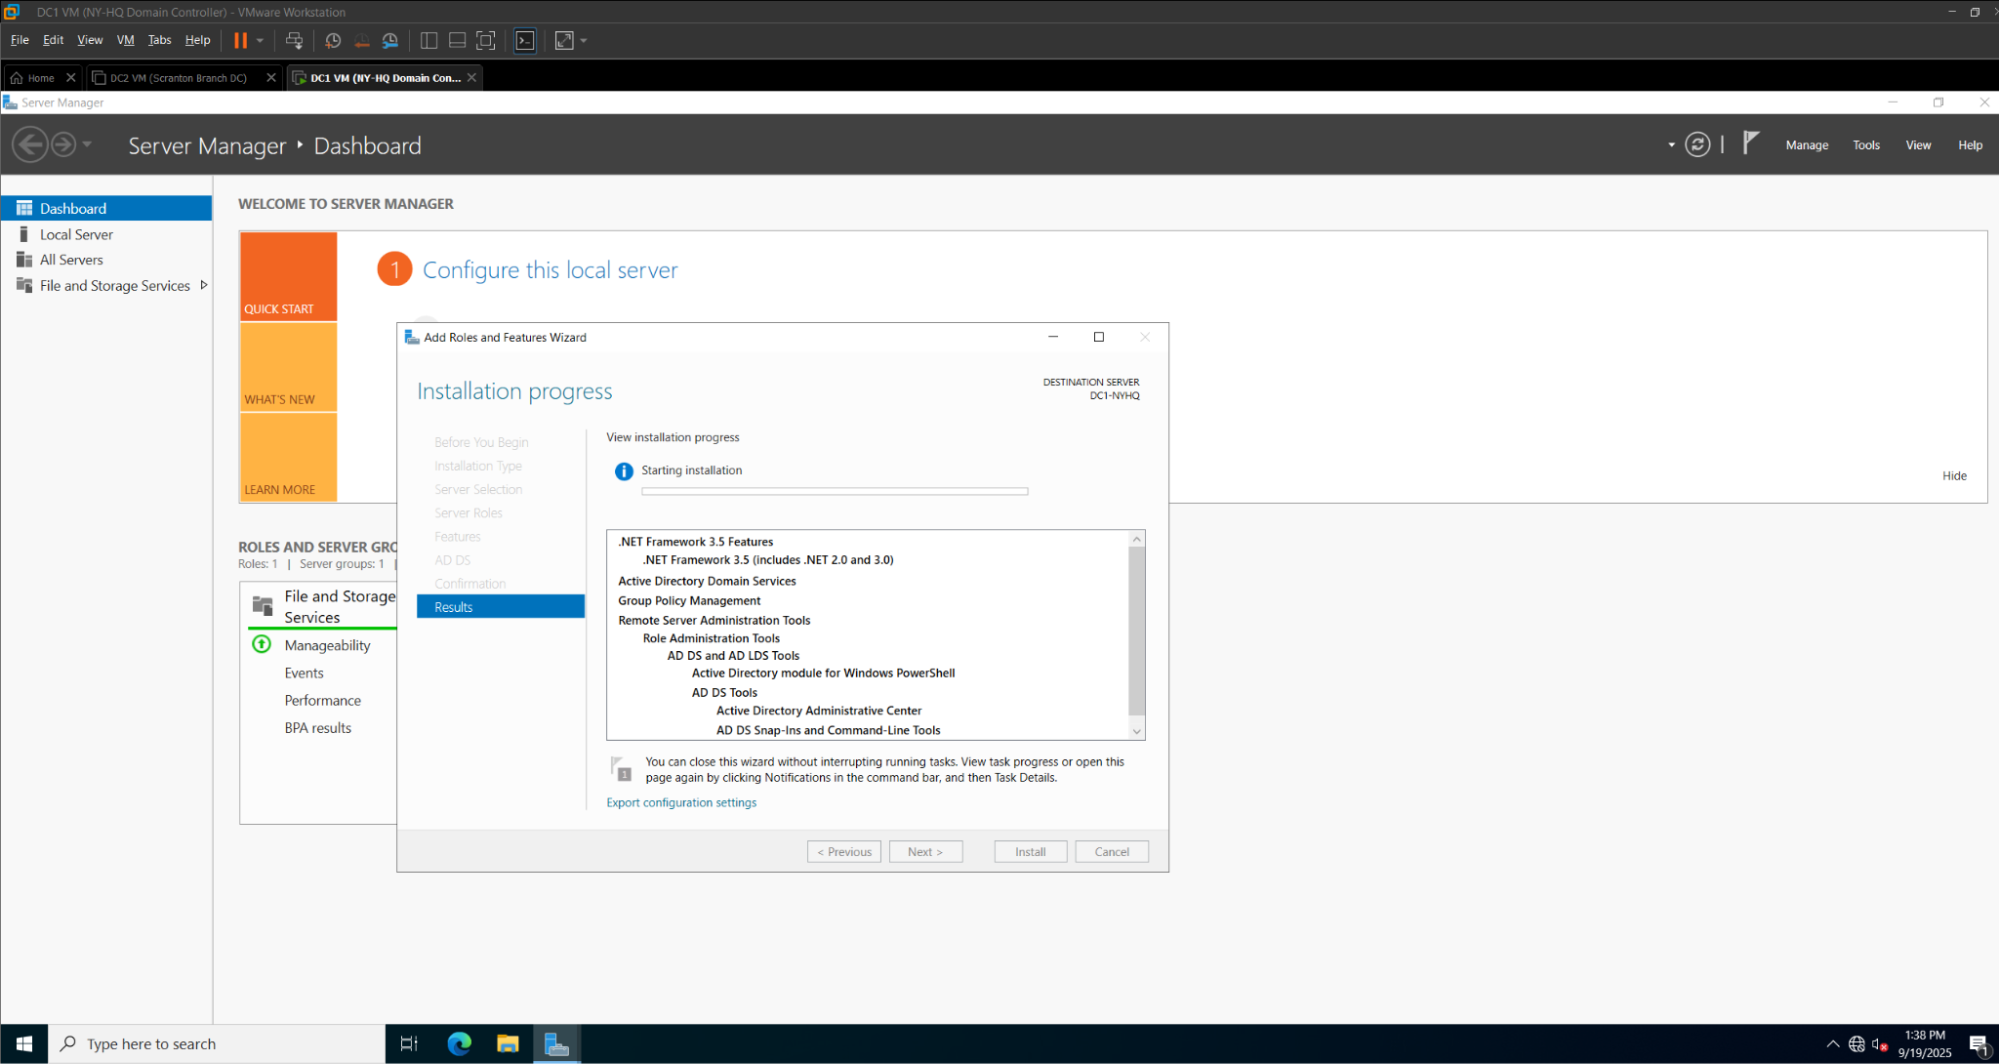 DC1 VM (NY-HQ Domain Controller) - VMware Workstation
File Edit View VM Tabs Help
Home DC2 VM (Scranton Branch DC) DC1 VM (NY-HQ Domain Con...
Server Manager
Server Manager ‣ Dashboard
Manage Tools View Help
Dashboard
Local Server
All Servers
File and Storage Services
WELCOME TO SERVER MANAGER
QUICK START
WHAT'S NEW
LEARN MORE
1 Configure this local server
Hide
ROLES AND SERVER GRO
Roles: 1 | Server groups: 1 |
File and Storage
Services
Manageability
Events
Performance
BPA results
Add Roles and Features Wizard
Installation progress
DESTINATION SERVER
DC1-NYHQ
Before You Begin
Installation Type
Server Selection
Server Roles
Features
AD DS
Confirmation
Results
View installation progress
Starting installation
.NET Framework 3.5 Features
.NET Framework 3.5 (includes .NET 2.0 and 3.0)
Active Directory Domain Services
Group Policy Management
Remote Server Administration Tools
Role Administration Tools
AD DS and AD LDS Tools
Active Directory module for Windows PowerShell
AD DS Tools
Active Directory Administrative Center
AD DS Snap-Ins and Command-Line Tools
1
You can close this wizard without interrupting running tasks. View task progress or open this
page again by clicking Notifications in the command bar, and then Task Details.
Export configuration settings
< Previous Next > Install Cancel
Type here to search
1:38 PM
9/19/2025
1